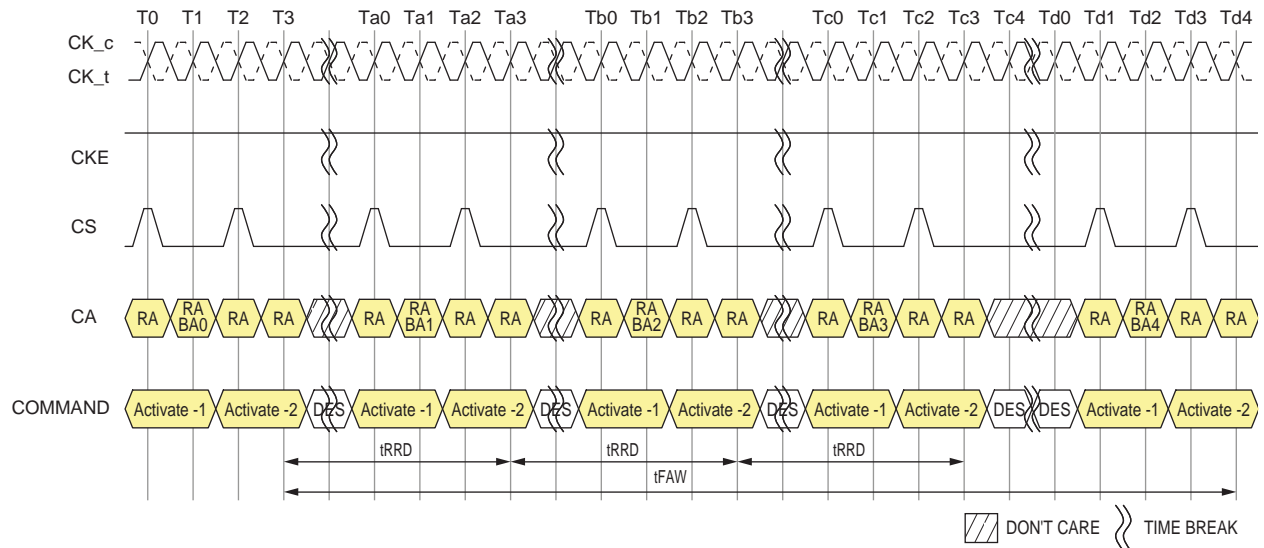 T0 T1 T2 T3 Ta0 Ta1 Ta2 Ta3 Tb0 Tb1 Tb2 Tb3 Tc0 Tc1 Tc2 Tc3 Tc4 Td0 Td1 Td2 Td3 Td4
CK_c
CK_t
CKE
CS
CA
RA RA BA0 RA RA RA RA BA1 RA RA RA RA BA2 RA RA RA RA BA3 RA RA RA RA BA4 RA RA
COMMAND
Activate -1 Activate -2 DES Activate -1 Activate -2 DES Activate -1 Activate -2 DES Activate -1 Activate -2 DES DES Activate -1 Activate -2
tRRD tRRD tRRD
tFAW
DON'T CARE TIME BREAK